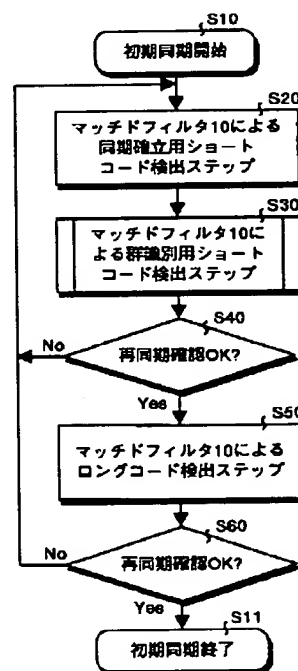 S10
初期同期開始
S20
マッチドフィルタ10による
同期確立用ショート
コード検出ステップ
S30
マッチドフィルタ10に
よる群識別用ショート
コード検出ステップ
S40
No
再同期確認OK?
Yes
S50
マッチドフィルタ10による
ロングコード検出ステップ
S60
No
再同期確認OK?
Yes
S11
初期同期終了